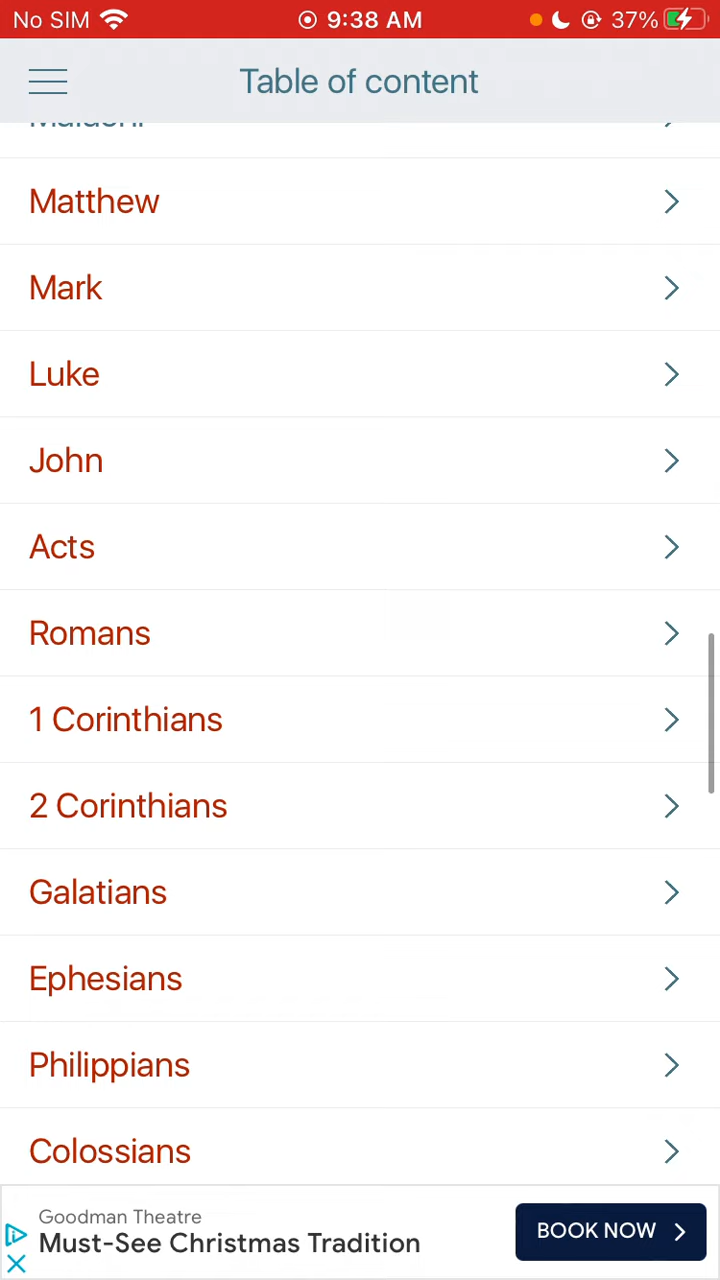 No SIM 9:38 AM 37%
Table of content
Matthew
Mark
Luke
John
Acts
Romans
1 Corinthians
2 Corinthians
Galatians
Ephesians
Philippians
Colossians
Goodman Theatre
Must-See Christmas Tradition
BOOK NOW